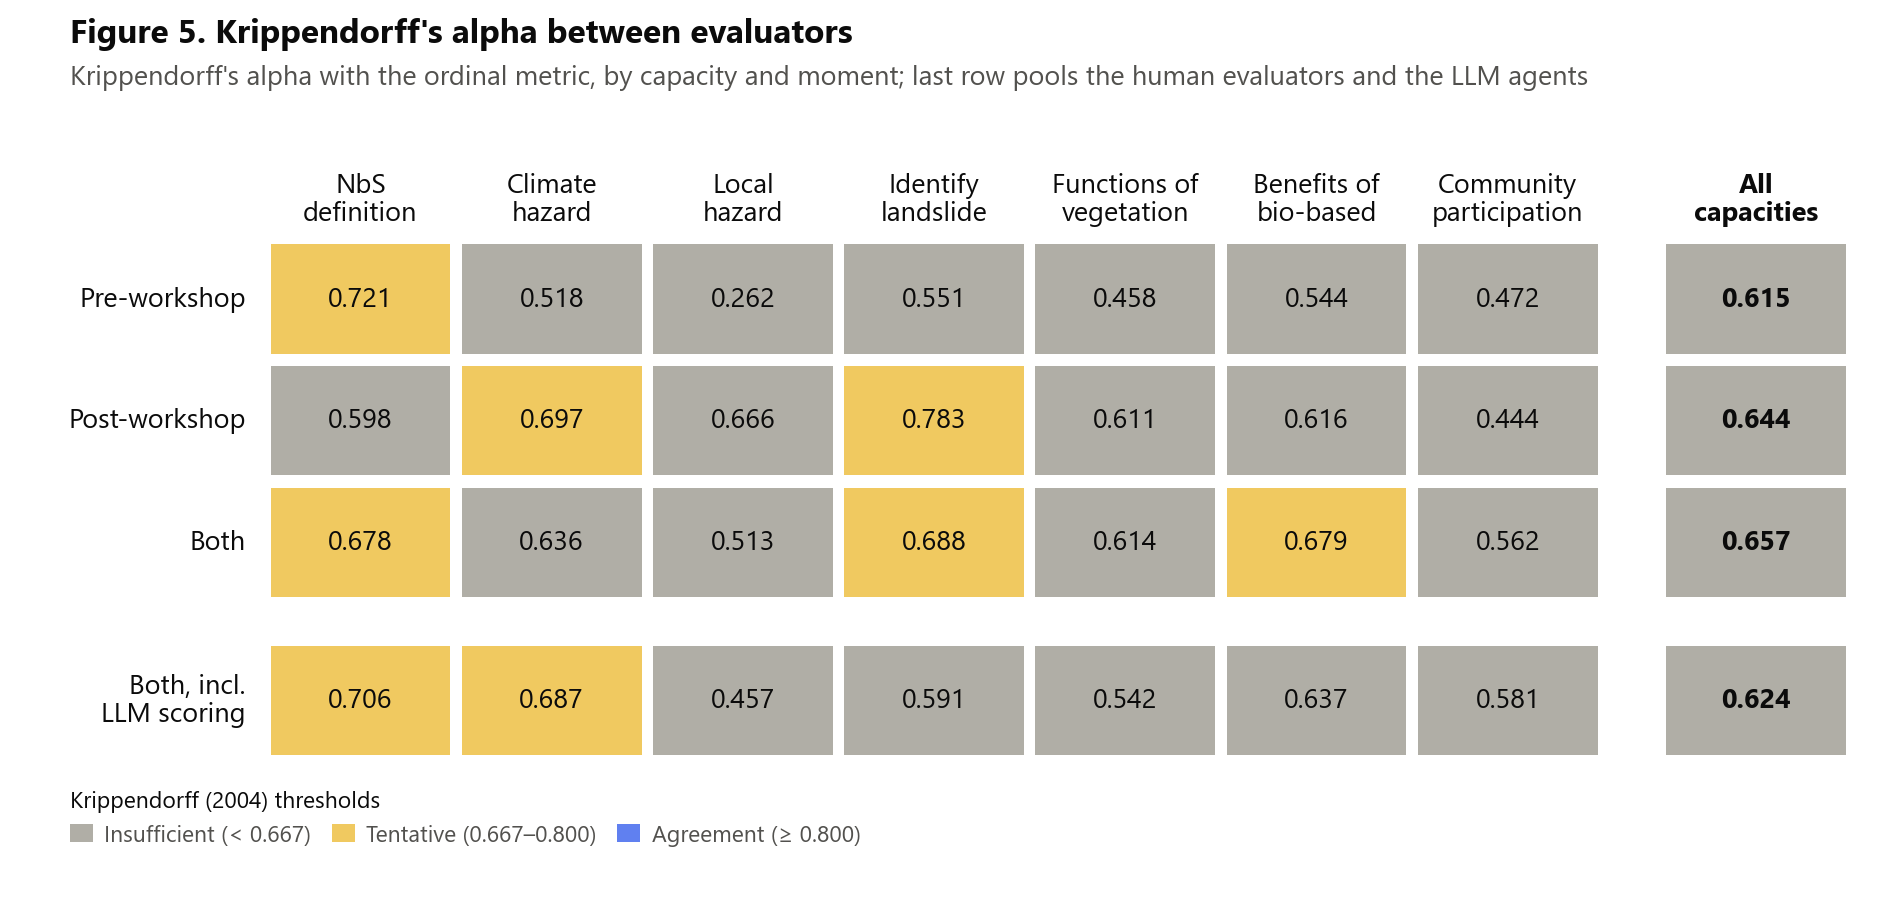 Figure 5. Krippendorff's alpha between evaluators
Krippendorff's alpha with the ordinal metric, by capacity and moment; last row pools the human evaluators and the LLM agents
NbS definition
Climate hazard
Local hazard
Identify landslide
Functions of vegetation
Benefits of bio-based
Community participation
All capacities
Pre-workshop 0.721 0.518 0.262 0.551 0.458 0.544 0.472 0.615
Post-workshop 0.598 0.697 0.666 0.783 0.611 0.616 0.444 0.644
Both 0.678 0.636 0.513 0.688 0.614 0.679 0.562 0.657
Both, incl. LLM scoring 0.706 0.687 0.457 0.591 0.542 0.637 0.581 0.624
Krippendorff (2004) thresholds
Insufficient (< 0.667) Tentative (0.667–0.800) Agreement (≥ 0.800)